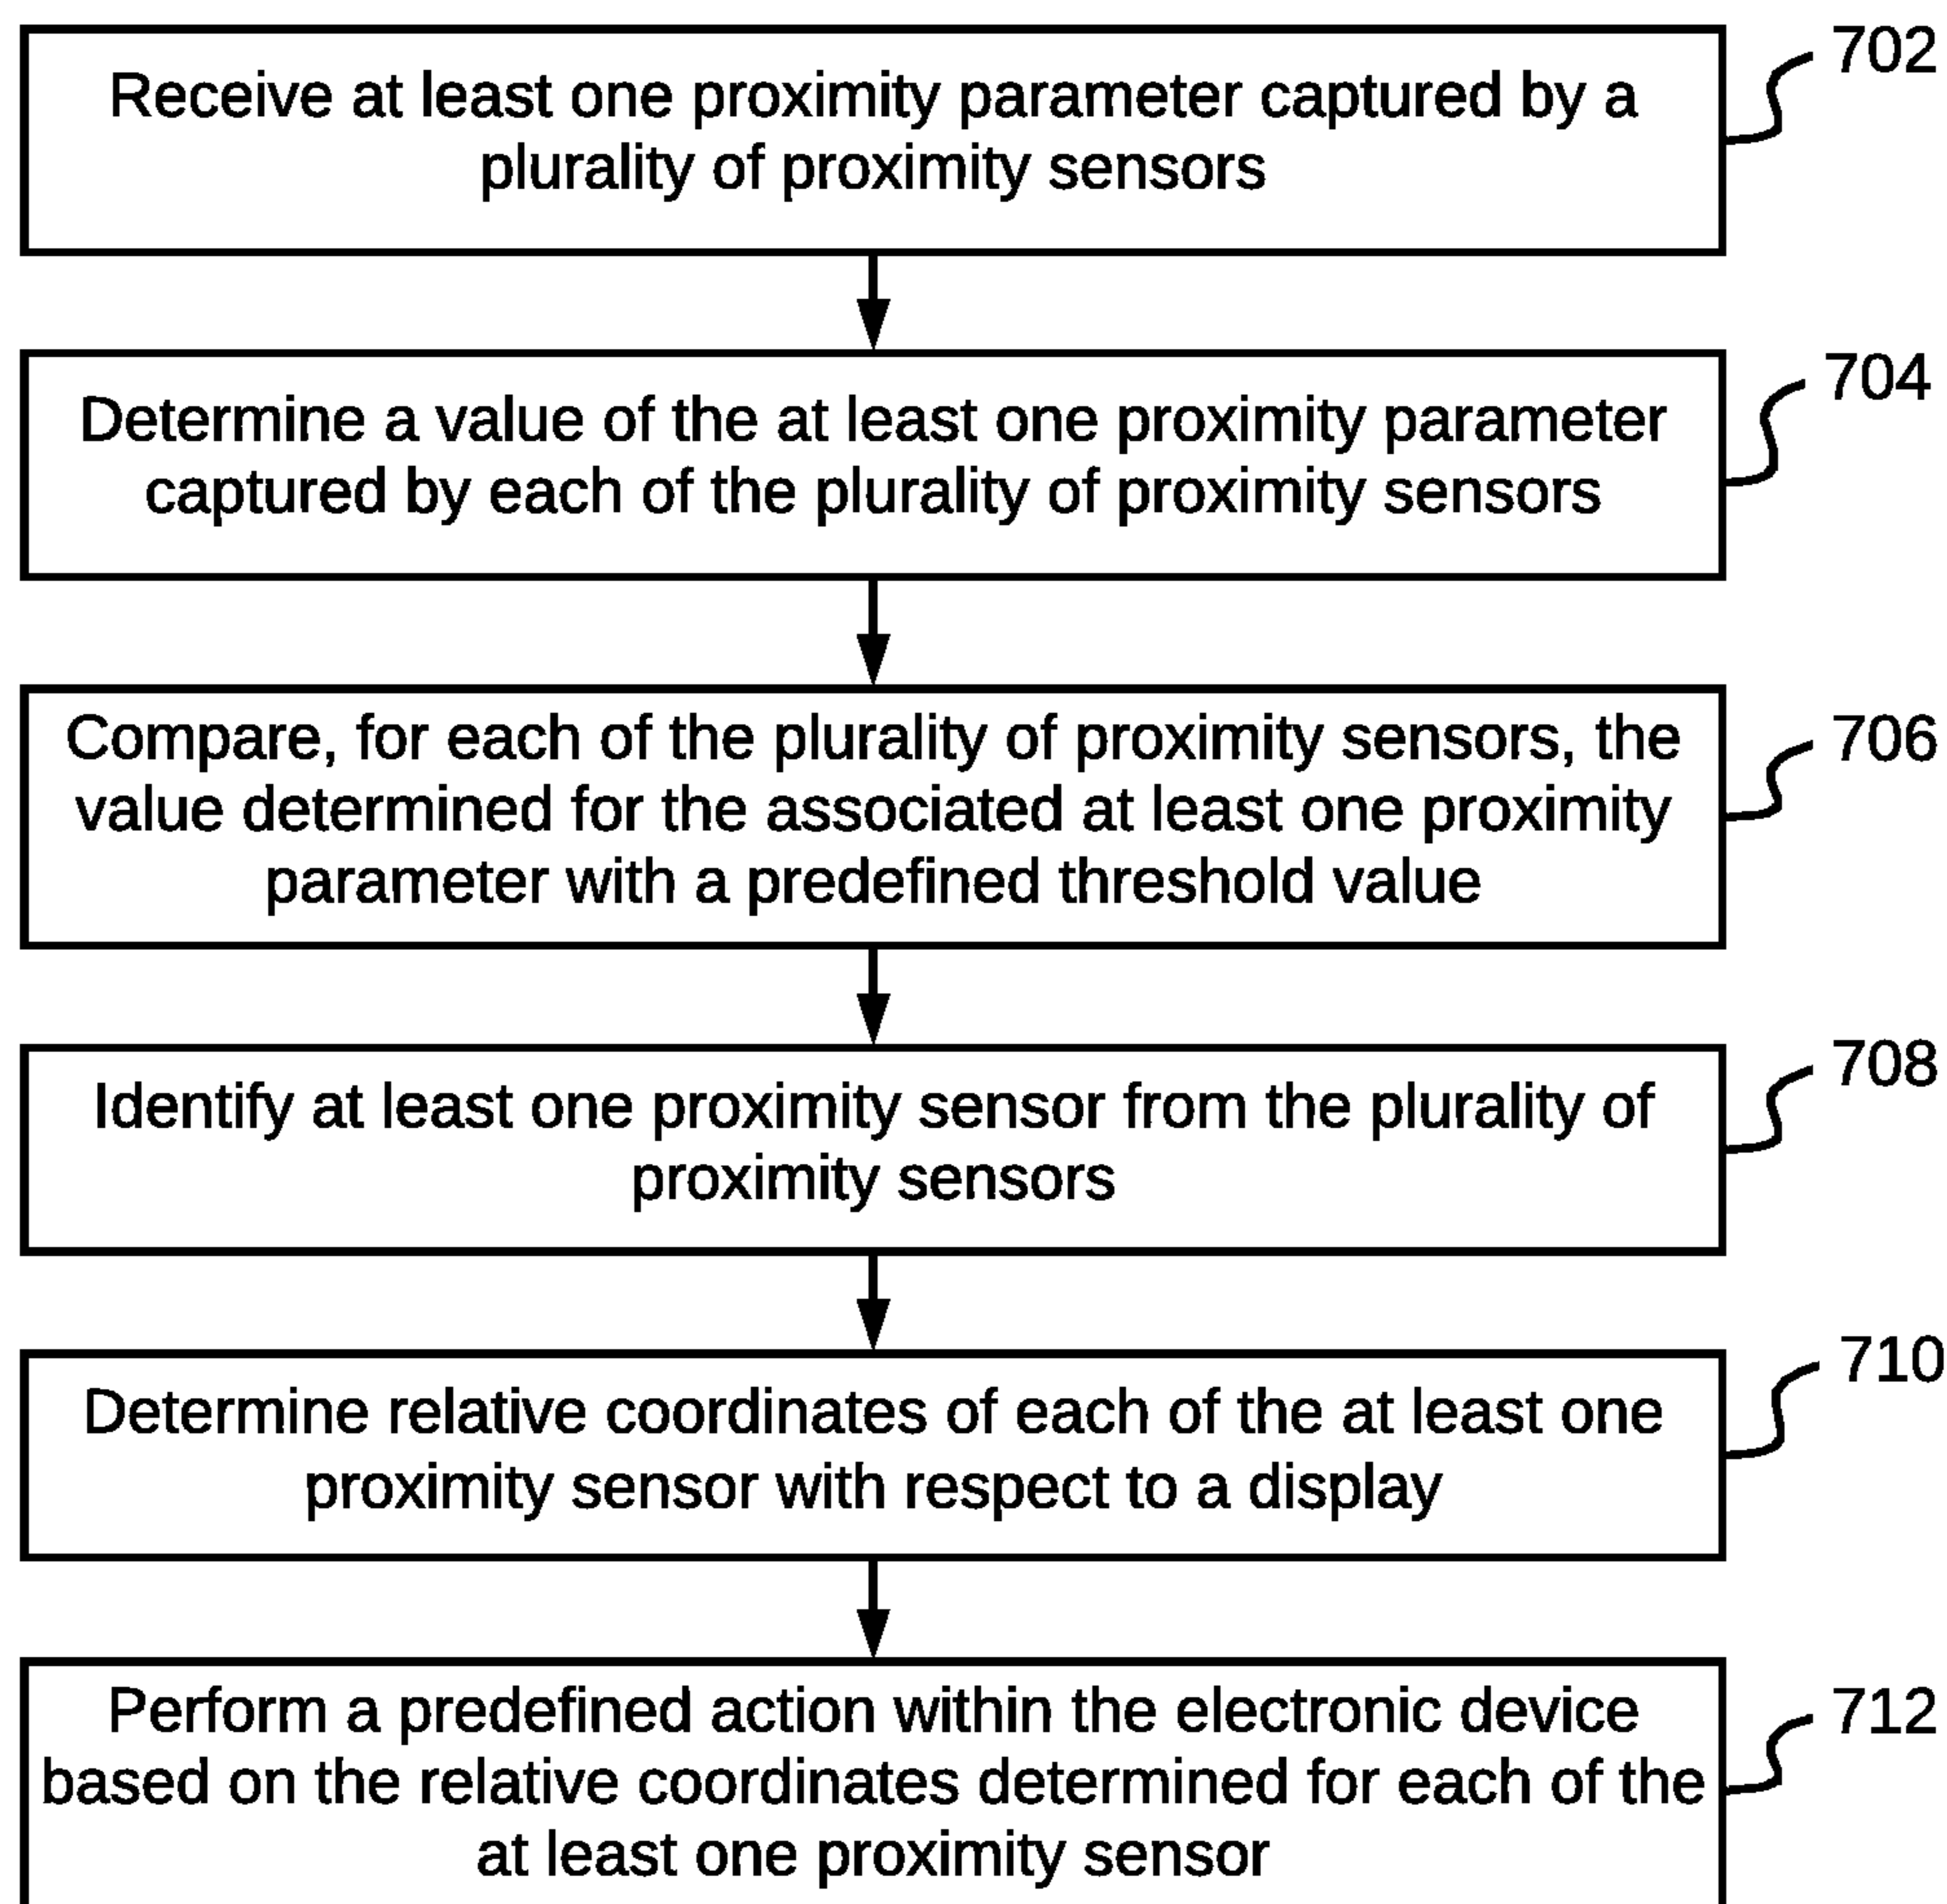 702
Receive at least one proximity parameter captured by a
plurality of proximity sensors
704
Determine a value of the at least one proximity parameter
captured by each of the plurality of proximity sensors
706
Compare, for each of the plurality of proximity sensors, the
value determined for the associated at least one proximity
parameter with a predefined threshold value
708
Identify at least one proximity sensor from the plurality of
proximity sensors
710
Determine relative coordinates of each of the at least one
proximity sensor with respect to a display
712
Perform a predefined action within the electronic device
based on the relative coordinates determined for each of the
at least one proximity sensor